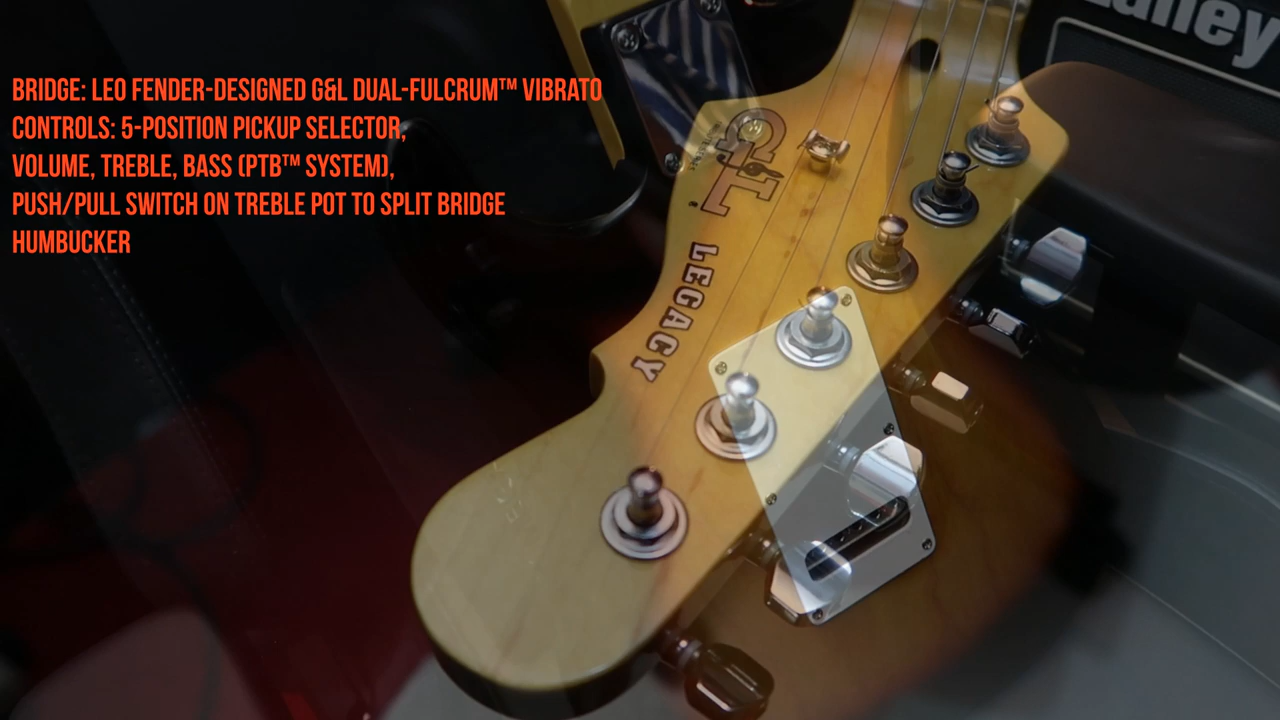 BRIDGE: LEO FENDER-DESIGNED G&L DUAL-FULCRUM™ VIBRATO
CONTROLS: 5-POSITION PICKUP SELECTOR,
VOLUME, TREBLE, BASS (PTB™ SYSTEM),
PUSH/PULL SWITCH ON TREBLE POT TO SPLIT BRIDGE
HUMBUCKER
G&L
LEGACY